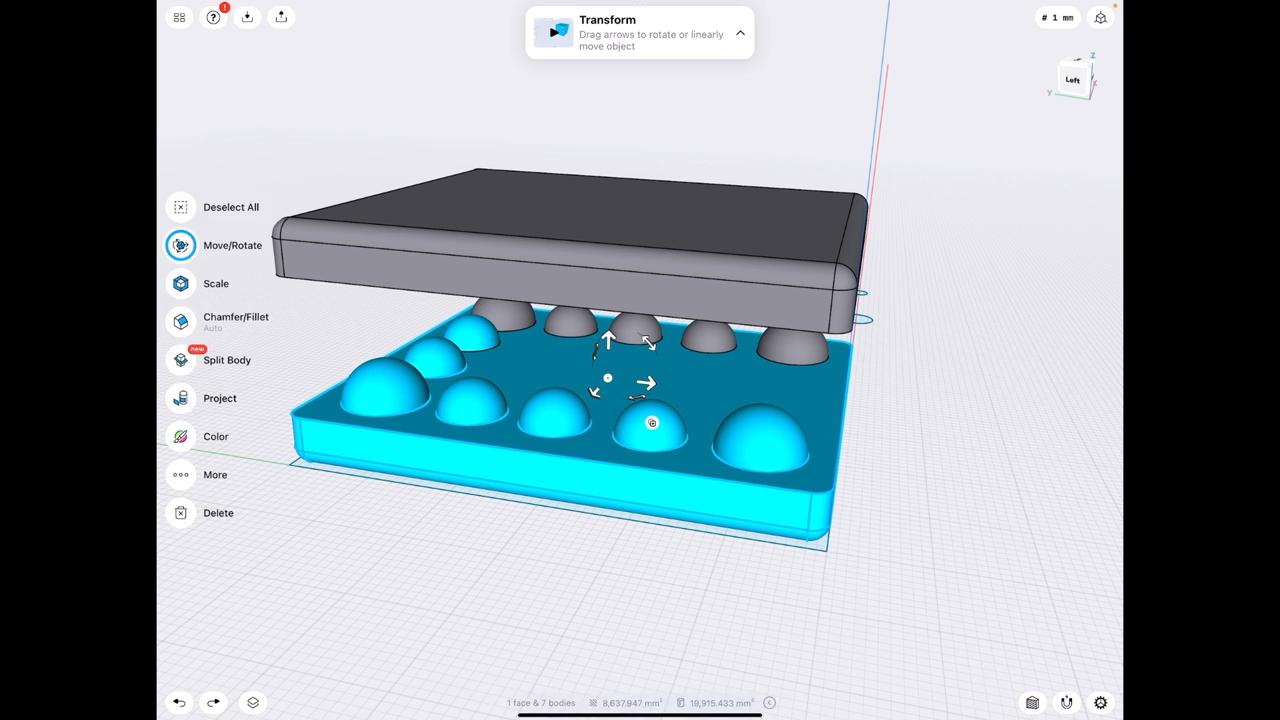 Transform
Drag arrows to rotate or linearly
move object
!
# 1 mm
Z
Left
X
Y
Deselect All
Move/Rotate
Scale
Chamfer/Fillet
Auto
new
Split Body
Project
Color
More
Delete
1 face & 7 bodies 8,637.947 mm² 19,915.433 mm²